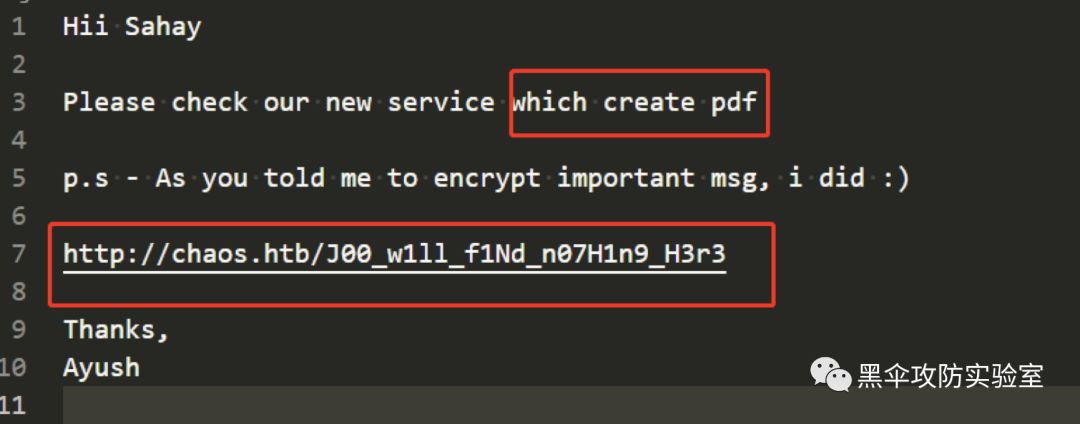 1 Hii Sahay
2
3 Please check our new service which create pdf
4
5 p.s - As you told me to encrypt important msg, i did :)
6
7 http://chaos.htb/J00_w1ll_f1Nd_n07H1n9_H3r3
8
9 Thanks,
10 Ayush
11
黑伞攻防实验室